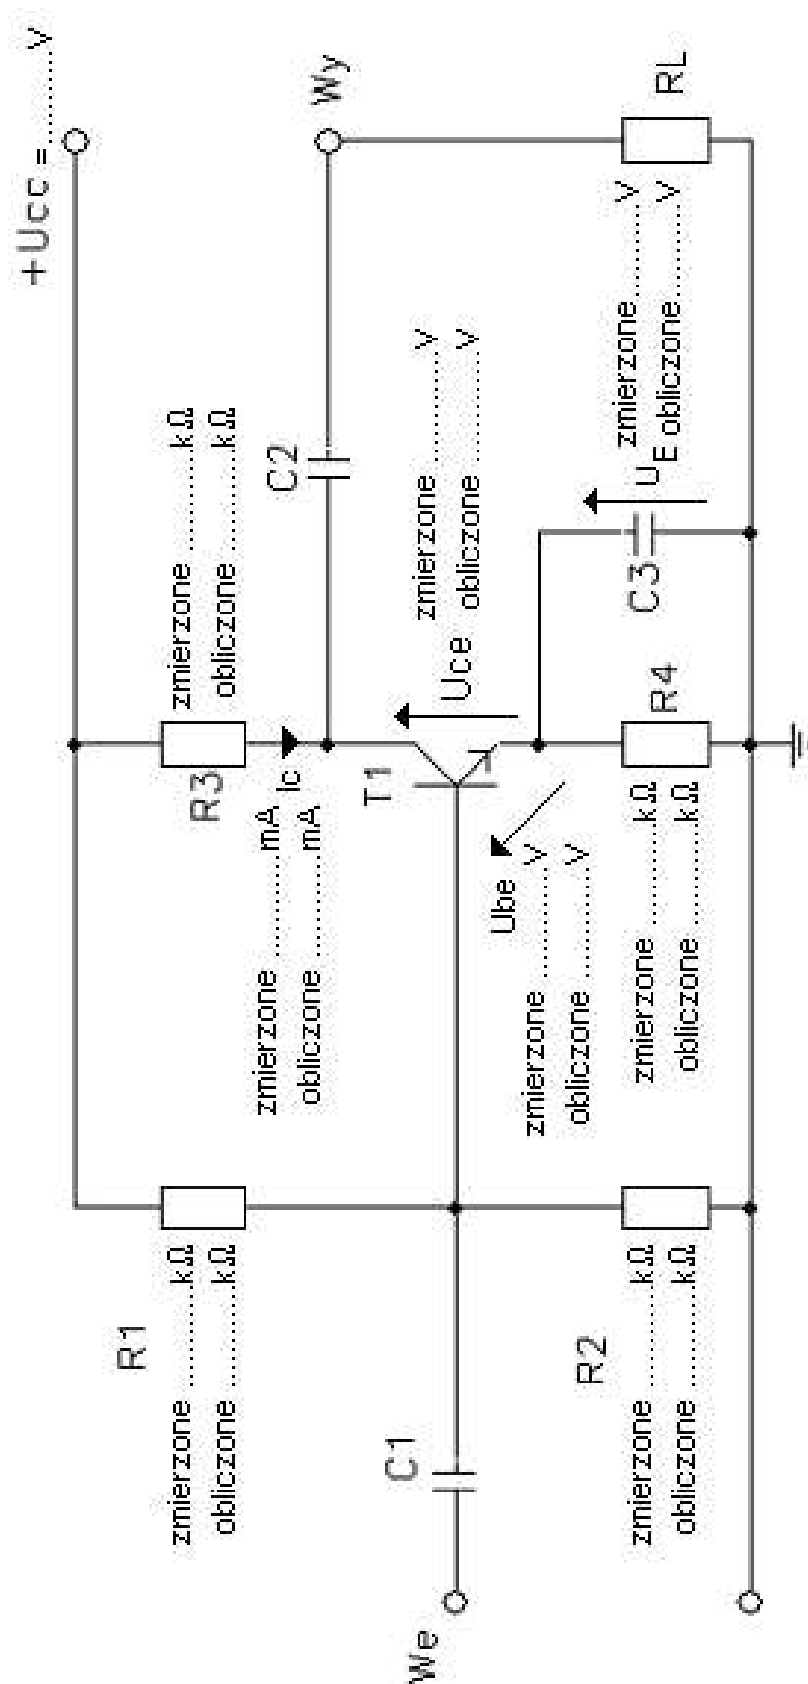 +Ucc = ........... V
R1
zmierzone ............kΩ
obliczone ............kΩ
R3
zmierzone ............kΩ
obliczone ............kΩ
Ic
zmierzone ............mA
obliczone ............mA
C2
Wy
T1
Uce
zmierzone ............V
obliczone ............V
C1
We
Ube
zmierzone ............V
obliczone ............V
R2
zmierzone ............kΩ
obliczone ............kΩ
R4
zmierzone ............kΩ
obliczone ............kΩ
C3
UE
zmierzone ............V
obliczone ............V
RL